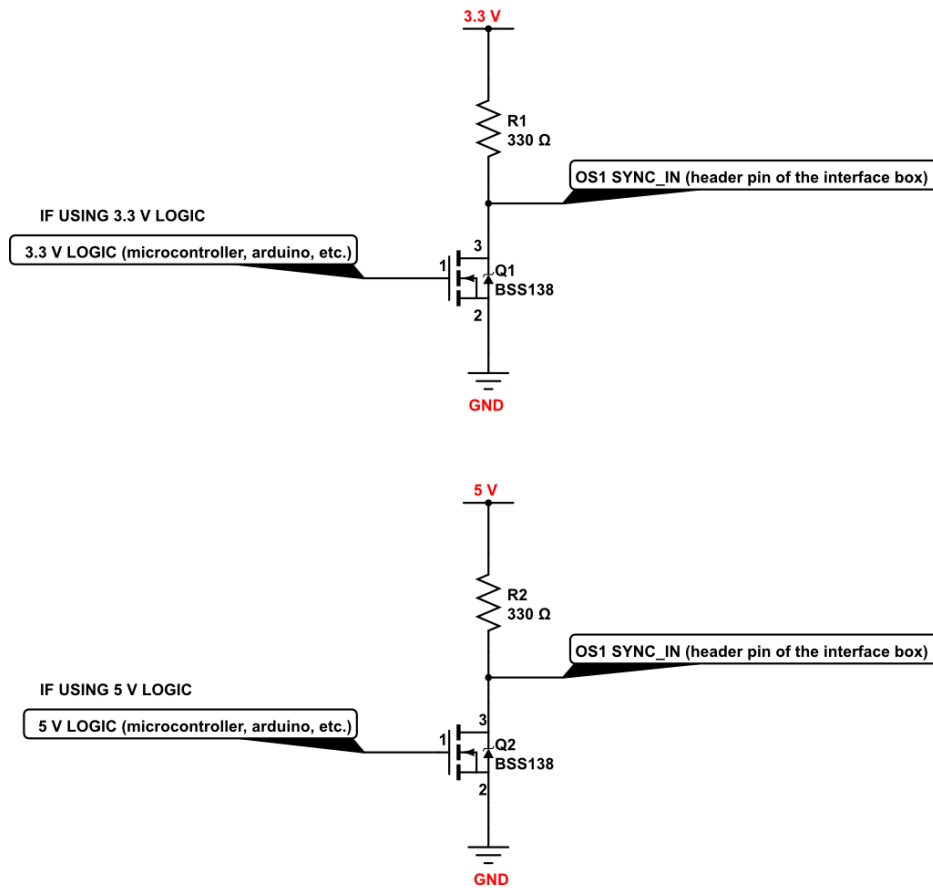 3.3 V
R1
330 Ω
OS1 SYNC_IN (header pin of the interface box)
IF USING 3.3 V LOGIC
3.3 V LOGIC (microcontroller, arduino, etc.)
3
1
Q1
BSS138
2
GND
5 V
R2
330 Ω
OS1 SYNC_IN (header pin of the interface box)
IF USING 5 V LOGIC
5 V LOGIC (microcontroller, arduino, etc.)
3
1
Q2
BSS138
2
GND